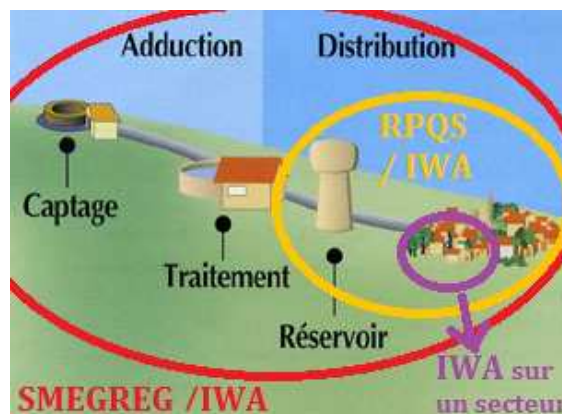 Adduction
Distribution
RPQS
/ IWA
Captage
Traitement
Réservoir
IWA sur
un secteur
SMEGREG /IWA